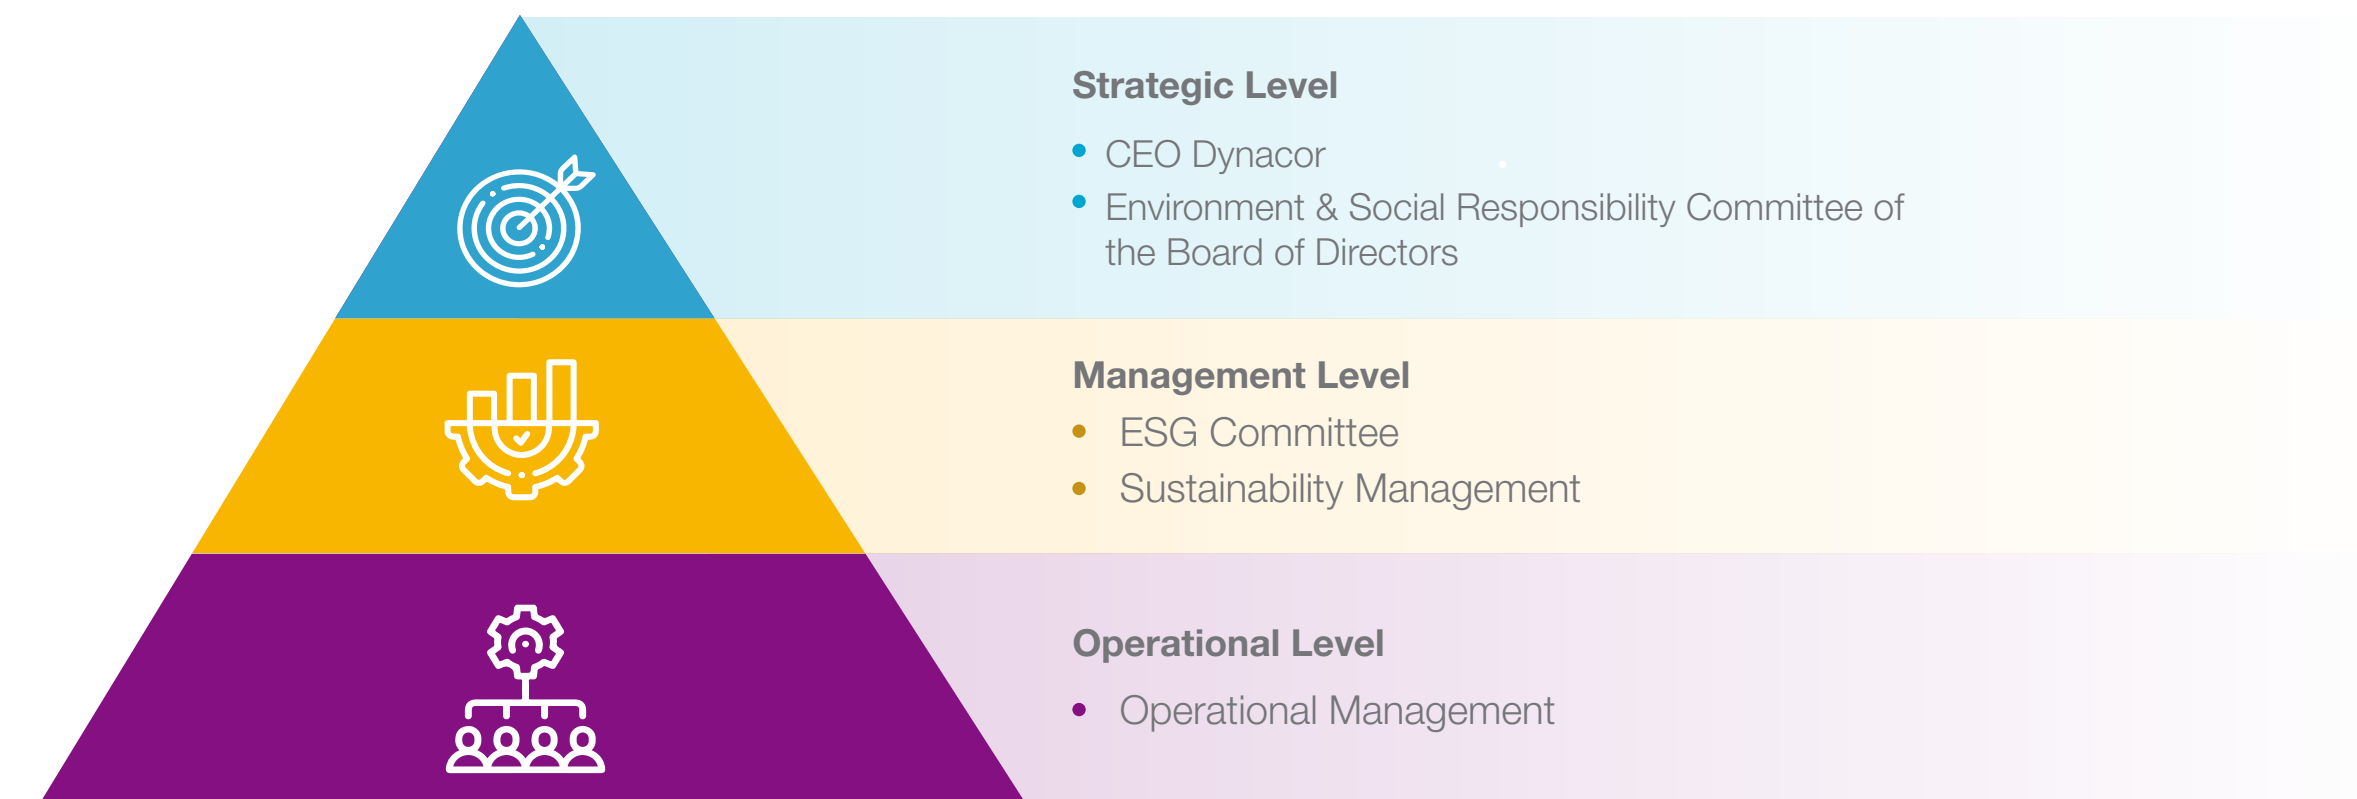 Strategic Level
• CEO Dynacor
• Environment & Social Responsibility Committee of
the Board of Directors
Management Level
• ESG Committee
• Sustainability Management
Operational Level
• Operational Management